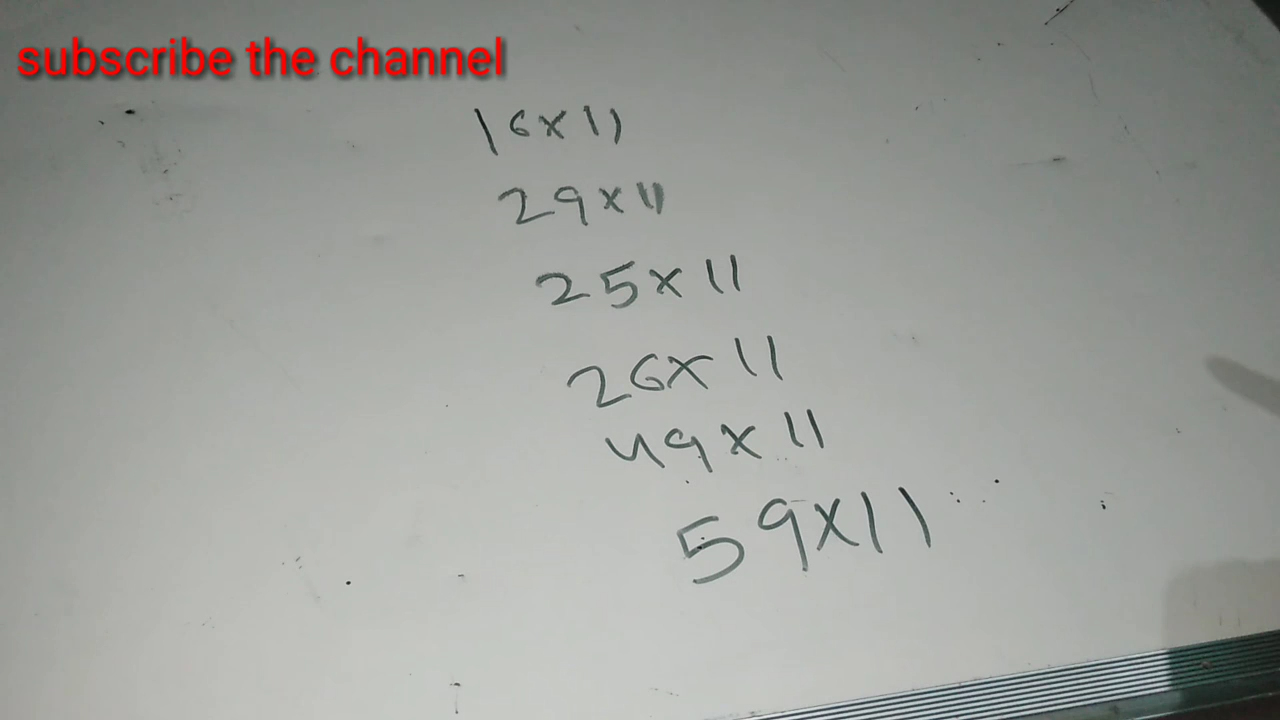 subscribe the channel
16x11
29x11
25x11
26x11
49x11
59x11